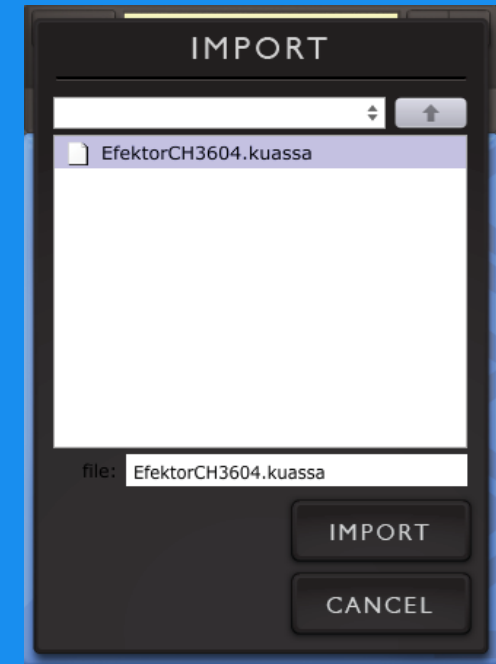 IMPORT
EfektorCH3604.kuassa
file: EfektorCH3604.kuassa
IMPORT
CANCEL